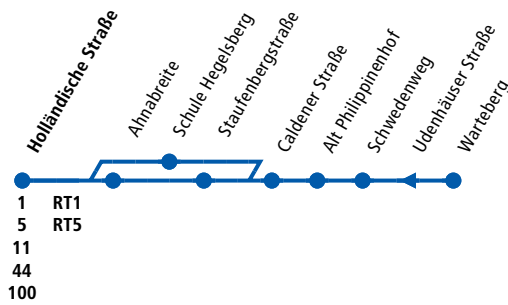 Holländische Straße
Ahnabreite
Schule Hegelsberg
Staufenbergstraße
Caldener Straße
Alt Philippinenhof
Schwedenweg
Udenhäuser Straße
Warteberg
1 RT1
5 RT5
11
44
100